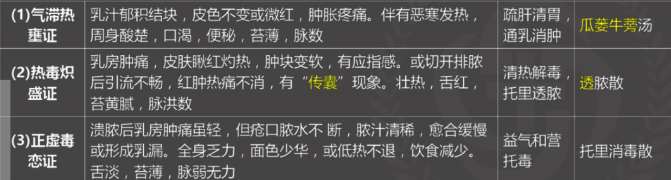 (1)气滞热壅证
乳汁郁积结块，皮色不变或微红，肿胀疼痛。伴有恶寒发热，
周身酸楚，口渴，便秘，苔薄，脉数
疏肝清胃，
通乳消肿
瓜蒌牛蒡汤
(2)热毒炽盛证
乳房肿痛，皮肤焮红灼热，肿块变软，有应指感。或切开排脓
后引流不畅，红肿热痛不消，有“传囊”现象。壮热，舌红，
苔黄腻，脉洪数
清热解毒，
托里透脓
透脓散
(3)正虚毒恋证
溃脓后乳房肿痛虽轻，但疮口脓水不 断，脓汁清稀，愈合缓慢
或形成乳漏。全身乏力，面色少华，或低热不退，饮食减少。
舌淡，苔薄，脉弱无力
益气和营
托毒
托里消毒散